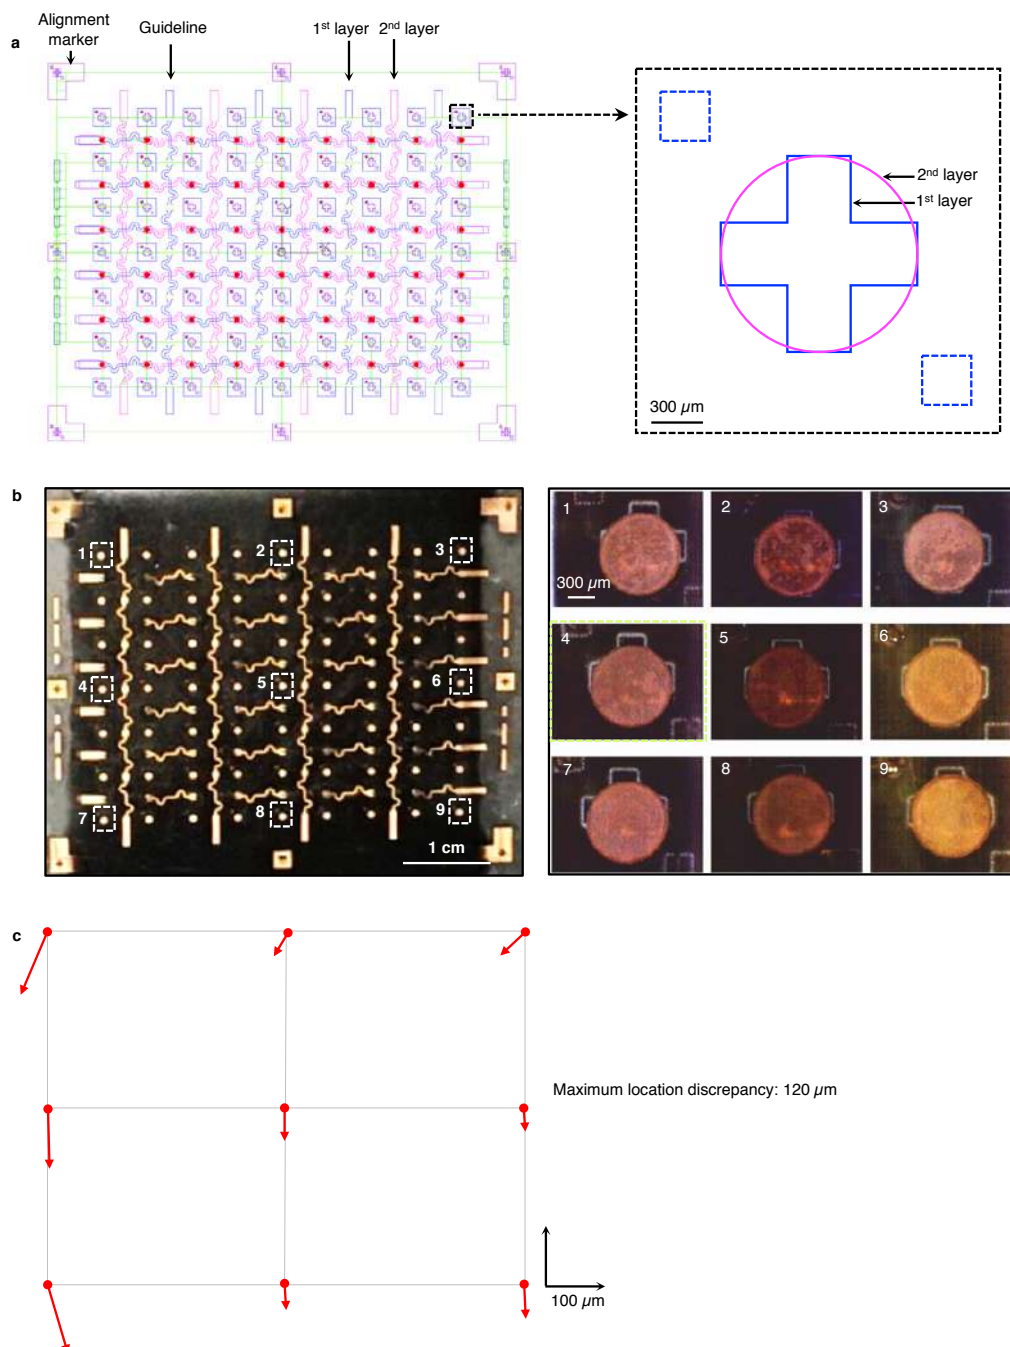 a
Alignment
marker
Guideline
1st layer
2nd layer
2nd layer
1st layer
300 µm
b
1
2
3
4
5
6
7
8
9
1 cm
1
2
3
300 µm
4
5
6
7
8
9
c
Maximum location discrepancy: 120 µm
100 µm